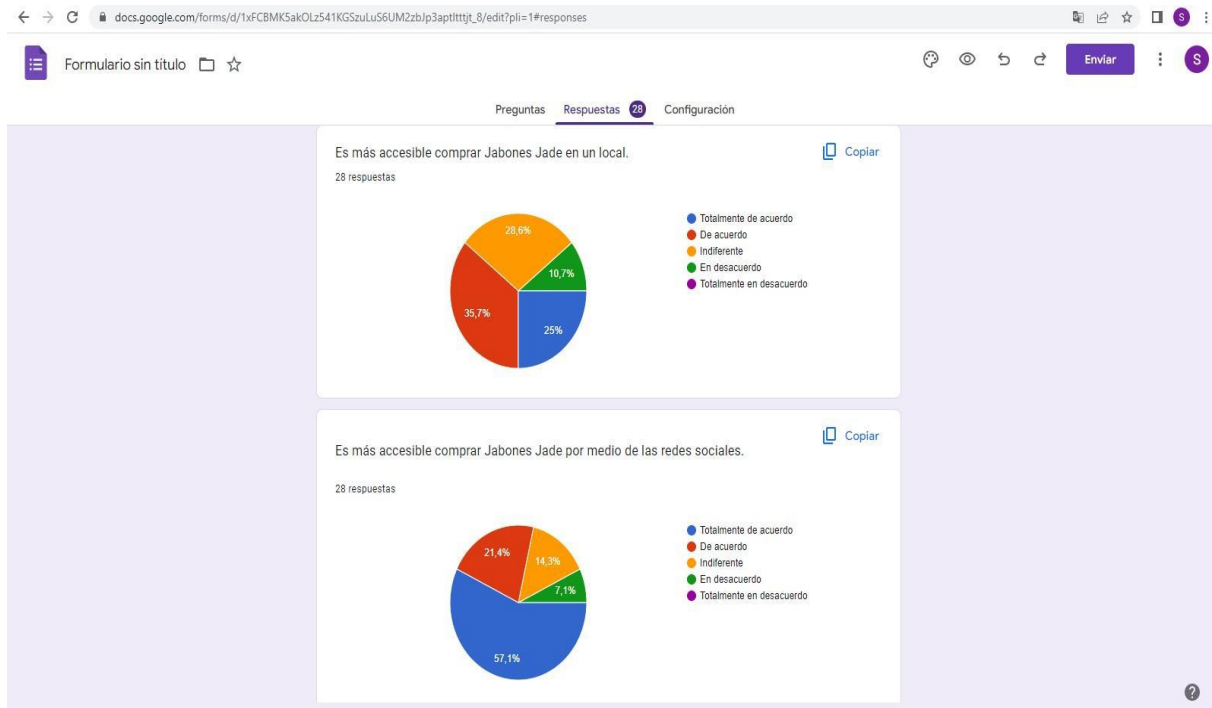 docs.google.com/forms/d/1xFCBMK5akOLz541KGSzuLuS6UM2zbJp3aptltttjt_8/edit?pli=1#responses
S
Formulario sin título
Enviar
S
Preguntas Respuestas 28 Configuración
Es más accesible comprar Jabones Jade en un local.
Copiar
28 respuestas
28,6%
10,7%
35,7%
25%
Totalmente de acuerdo
De acuerdo
Indiferente
En desacuerdo
Totalmente en desacuerdo
Es más accesible comprar Jabones Jade por medio de las redes sociales.
Copiar
28 respuestas
21,4%
14,3%
7,1%
57,1%
Totalmente de acuerdo
De acuerdo
Indiferente
En desacuerdo
Totalmente en desacuerdo